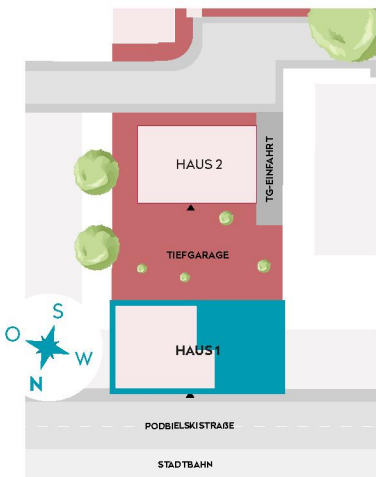 HAUS 2
TG-EINFAHRT
TIEFGARAGE
S
O
W
N
HAUS 1
PODBIELSKISTRAßE
STADTBAHN